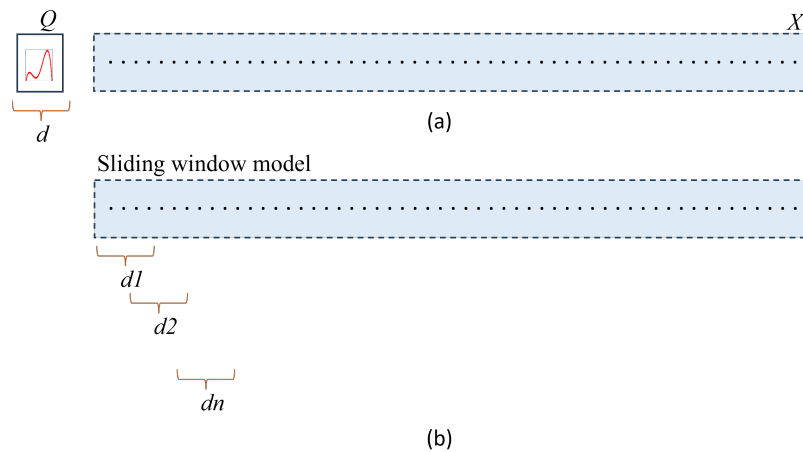 Q X
d
(a)
Sliding window model
d1
d2
dn
(b)